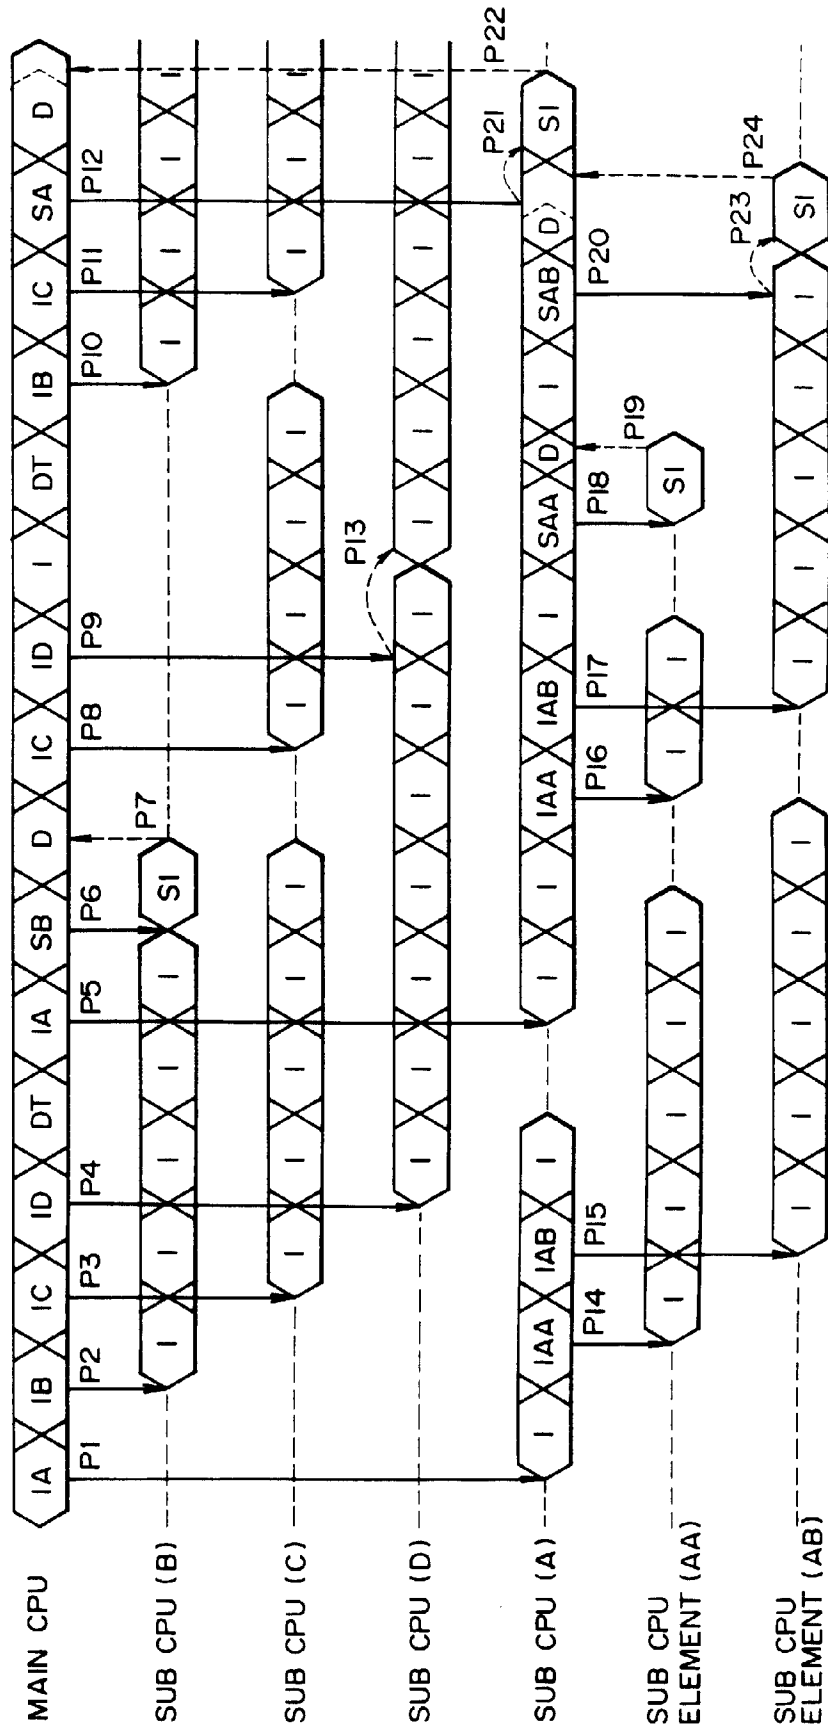 MAIN CPU IA IB IC ID DT IA SB D IC ID I DT IB IC SA D
P1 P2 P3 P4 P5 P6 P7 P8 P9 P10 P11 P12
SUB CPU (B) I I I I I SI I I I I
SUB CPU (C) I I I I I I I I I I I I
P13
SUB CPU (D) I I I I I I I I I I I I I
P21 P22
SUB CPU (A) I IAA IAB I I I IAA IAB I SAA D I SAB D SI
P14 P15 P16 P17 P18 P19 P20
SUB CPU
ELEMENT (AA) I I I I I I I SI
P23 P24
SUB CPU
ELEMENT (AB) I I I I I I I I I I SI